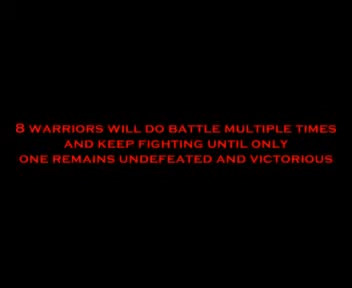 8 WARRIORS WILL DO BATTLE MULTIPLE TIMES
AND KEEP FIGHTING UNTIL ONLY
ONE REMAINS UNDEFEATED AND VICTORIOUS